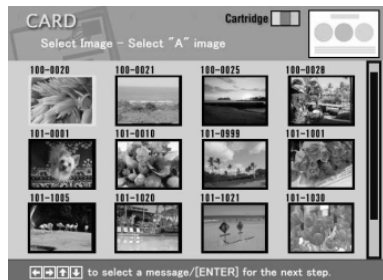 CARD
Cartridge
Select Image - Select "A" image
100-0020 100-0021 100-0025 100-0028
101-0001 101-0010 101-0999 101-1001
101-1005 101-1020 101-1021 101-1030
to select a message/[ENTER] for the next step.